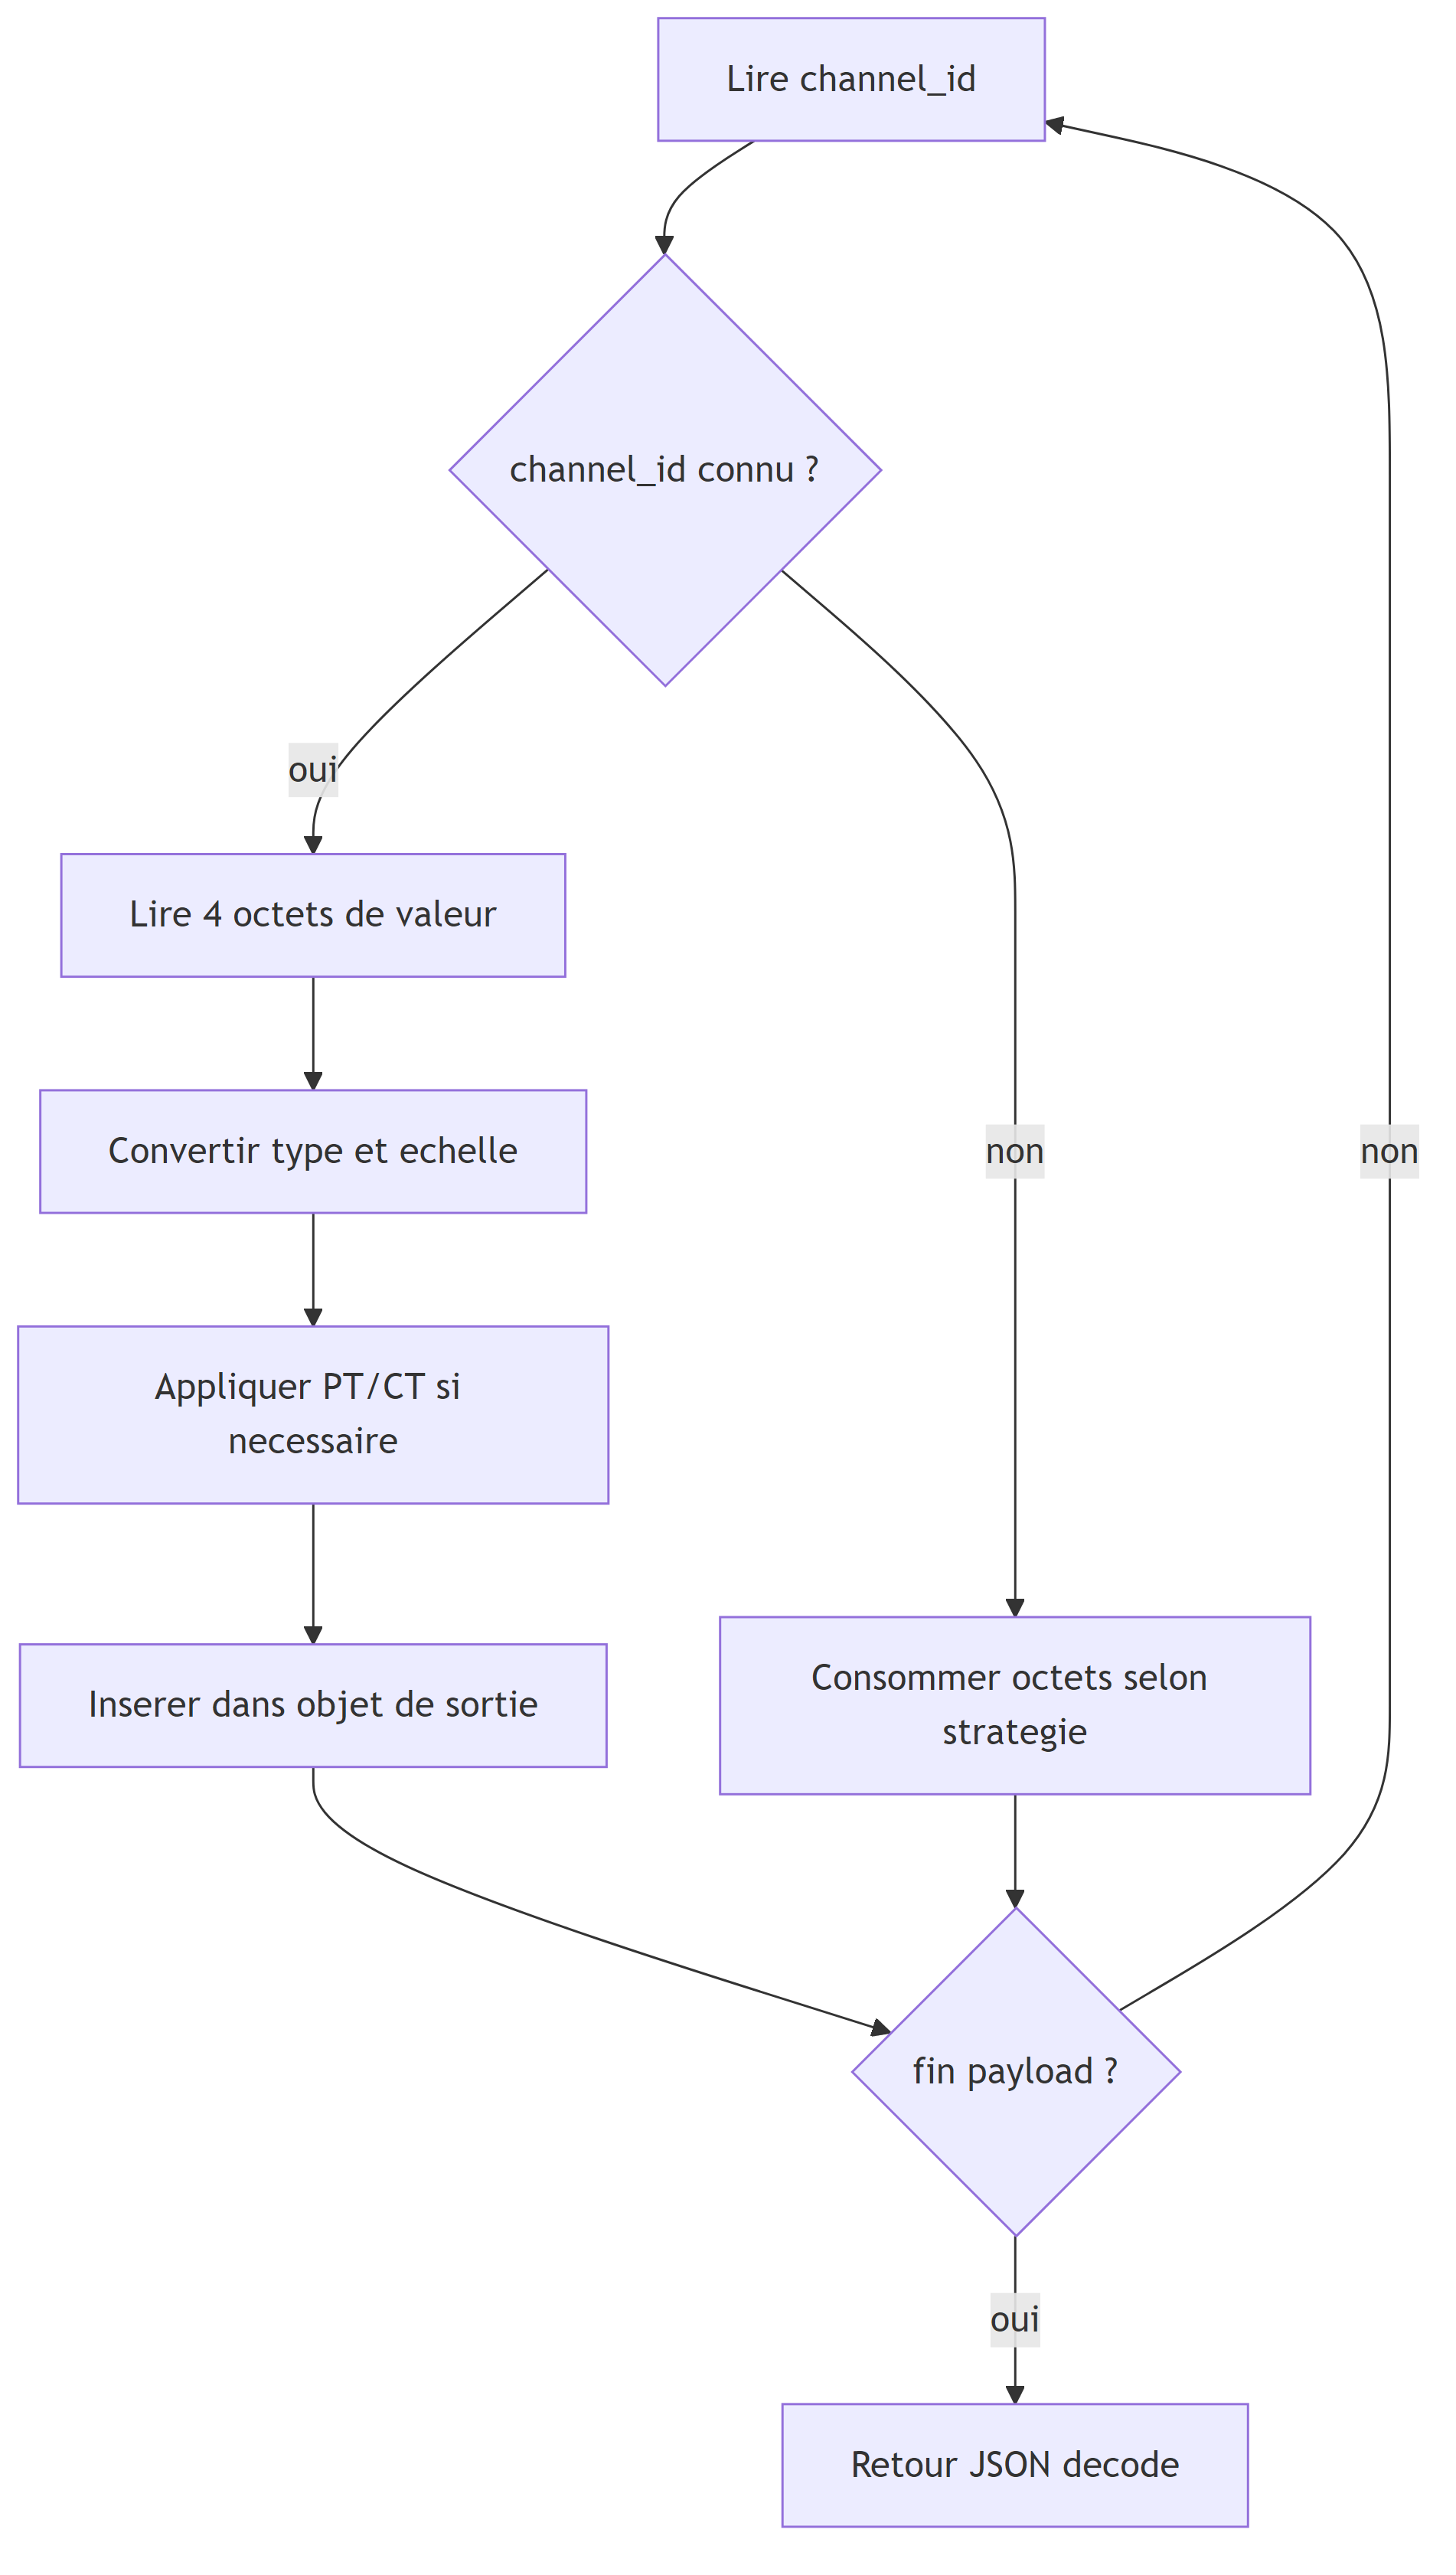 Lire channel_id
channel_id connu ?
oui
Lire 4 octets de valeur
Convertir type et echelle
non
non
Appliquer PT/CT si
necessaire
Inserer dans objet de sortie
Consommer octets selon
strategie
fin payload ?
oui
Retour JSON decode